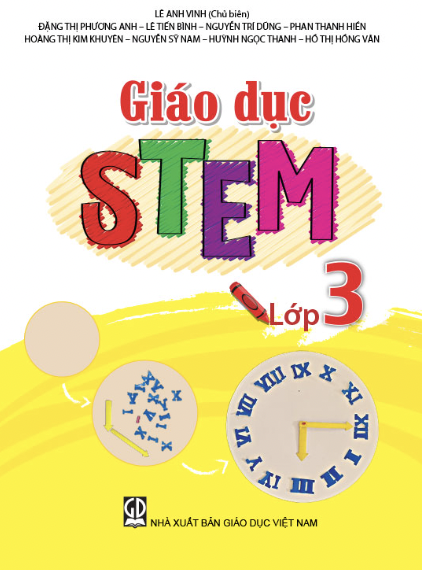 LÊ ANH VINH (Chủ biên)
ĐẶNG THỊ PHƯƠNG ANH – LÊ TIẾN BÌNH – NGUYỄN TRÍ DŨNG – PHAN THANH HIỀN
HOÀNG THỊ KIM KHUYÊN – NGUYỄN SỸ NAM – HUỲNH NGỌC THANH – HỒ THỊ HỒNG VÂN
Giáo dục
STEM
Lớp 3
VIII IX X
VII XI
VI XII
V I
IV III II
GD
NHÀ XUẤT BẢN GIÁO DỤC VIỆT NAM